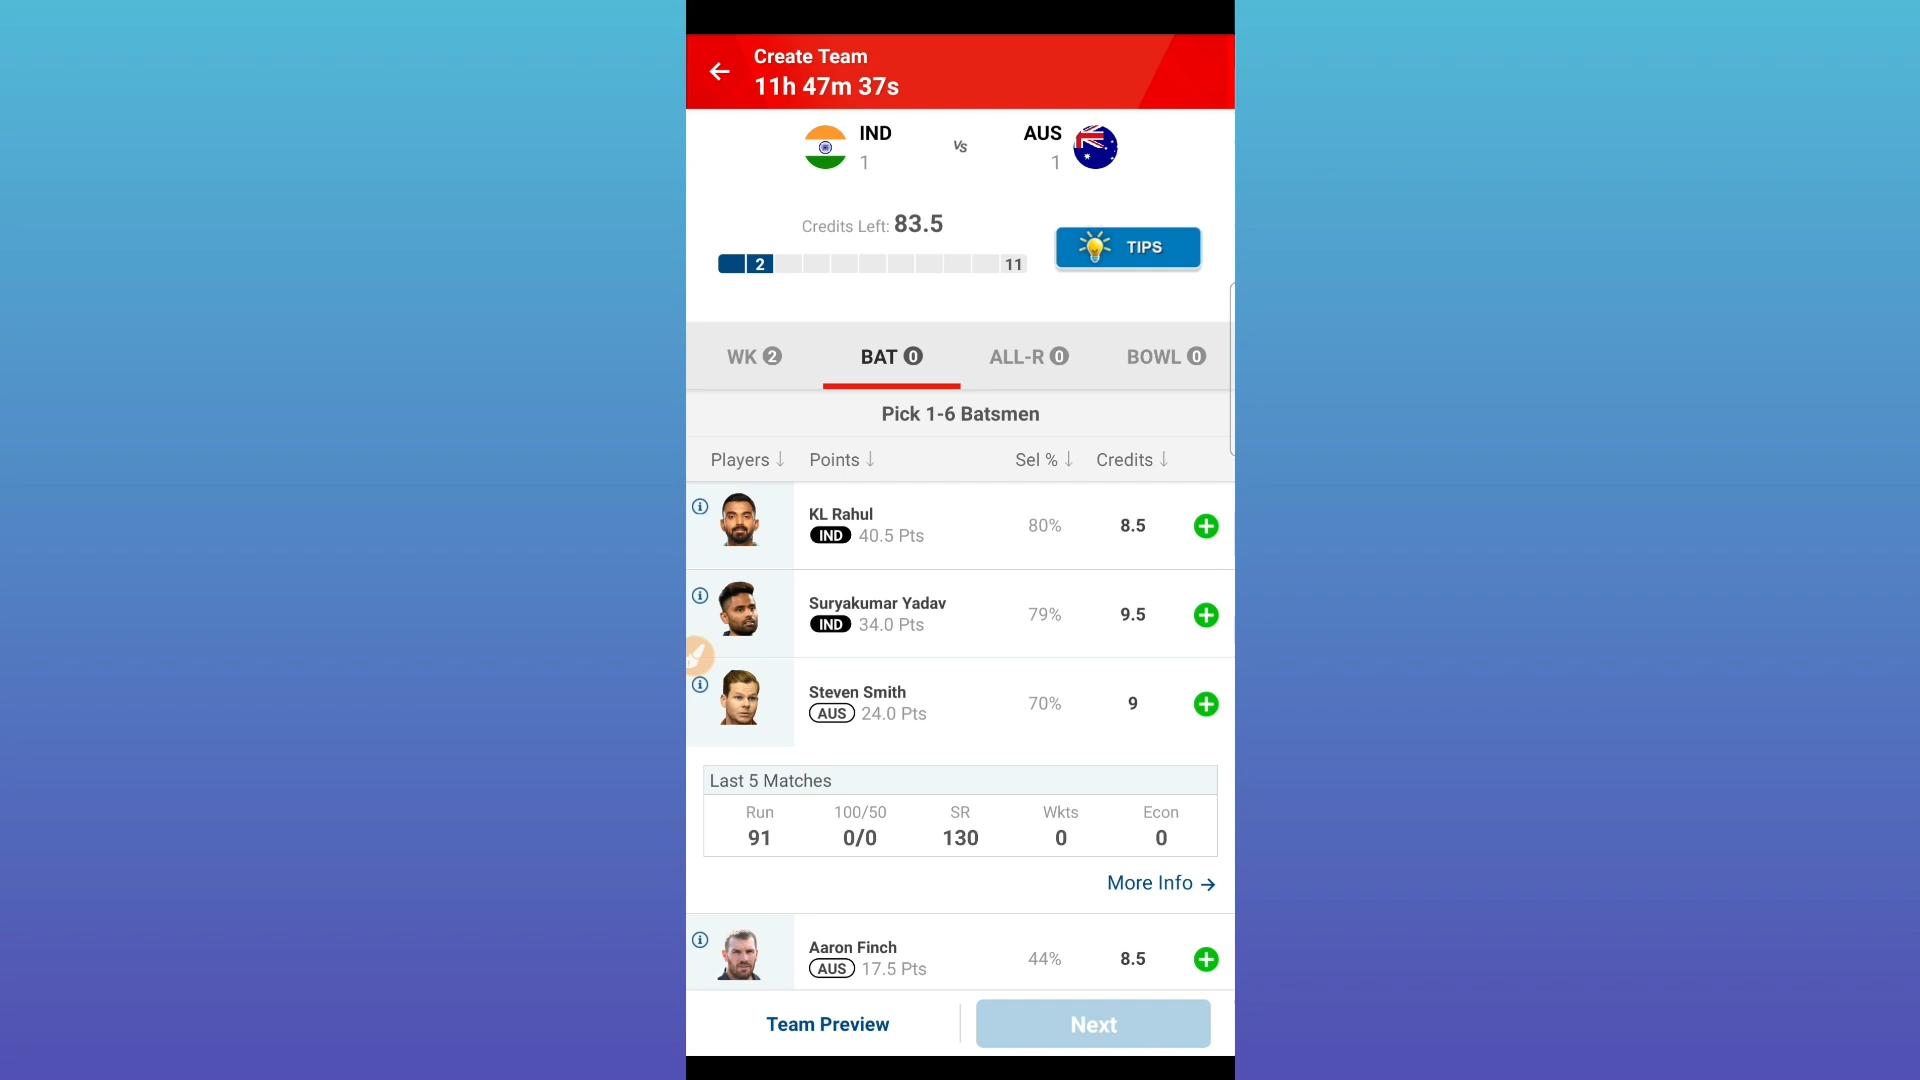 Create Team
11h 47m 37s
IND
1
vs
AUS
1
Credits Left: 83.5
2
11
TIPS
WK 2
BAT 0
ALL-R 0
BOWL 0
Pick 1-6 Batsmen
Players ↓ Points ↓ Sel % ↓ Credits ↓
KL Rahul
IND 40.5 Pts
80%
8.5
Suryakumar Yadav
IND 34.0 Pts
79%
9.5
Steven Smith
AUS 24.0 Pts
70%
9
Last 5 Matches
Run 100/50 SR Wkts Econ
91 0/0 130 0 0
More Info →
Aaron Finch
AUS 17.5 Pts
44%
8.5
Team Preview
Next